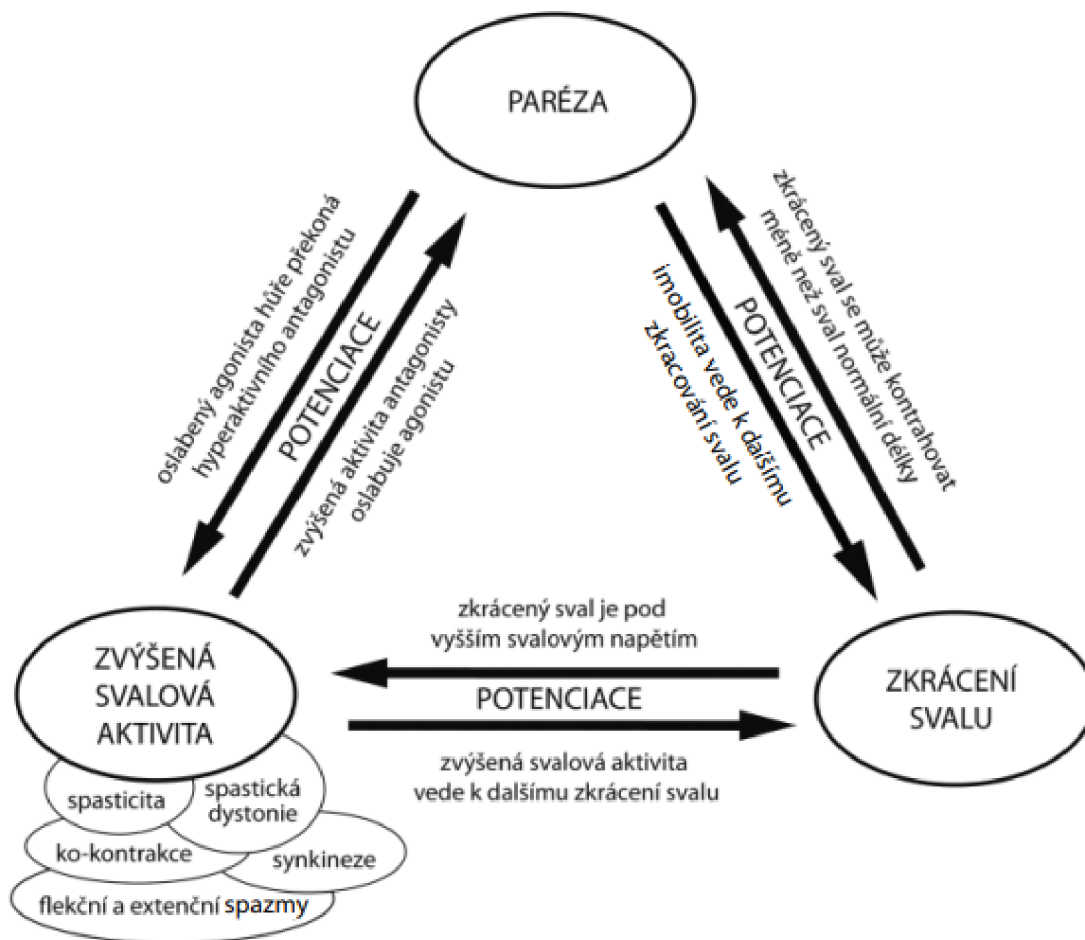 PARÉZA
oslabený agonista hůře překoná
hyperaktivního antagonistu
POTENCIACE
zvýšená aktivita antagonisty
oslabuje agonistu
zkrácený sval se může kontrahovat
méně než sval normální délky
POTENCIACE
imobilita vede k dalšímu
zkracování svalu
zkrácený sval je pod
vyšším svalovým napětím
POTENCIACE
zvýšená svalová aktivita
vede k dalšímu zkrácení svalu
ZVÝŠENÁ
SVALOVÁ
AKTIVITA
ZKRÁCENÍ
SVALU
spasticita
spastická
dystonie
ko-kontrakce
synkineze
flekční a extenční spazmy